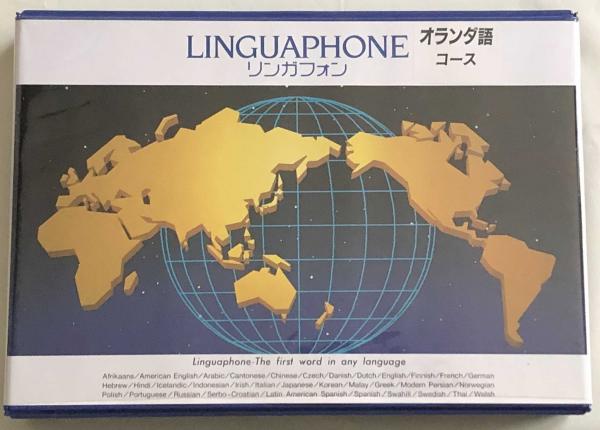 LINGUAPHONE
リンガフォン
オランダ語
コース
Linguaphone-The first word in any language
Afrikaans/American English/Arabic/Cantonese/Chinese/Czech/Danish/Dutch/English/Finnish/French/German
Hebrew/Hindi/Icelandic/Indonesian/Irish/Italian/Japanese/Korean/Malay/Greek/Modern Persian/Norwegian
Polish/Portuguese/Russian/Serbo-Croatian/Latin American Spanish/Spanish/Swahili/Swedish/Thai/Welsh